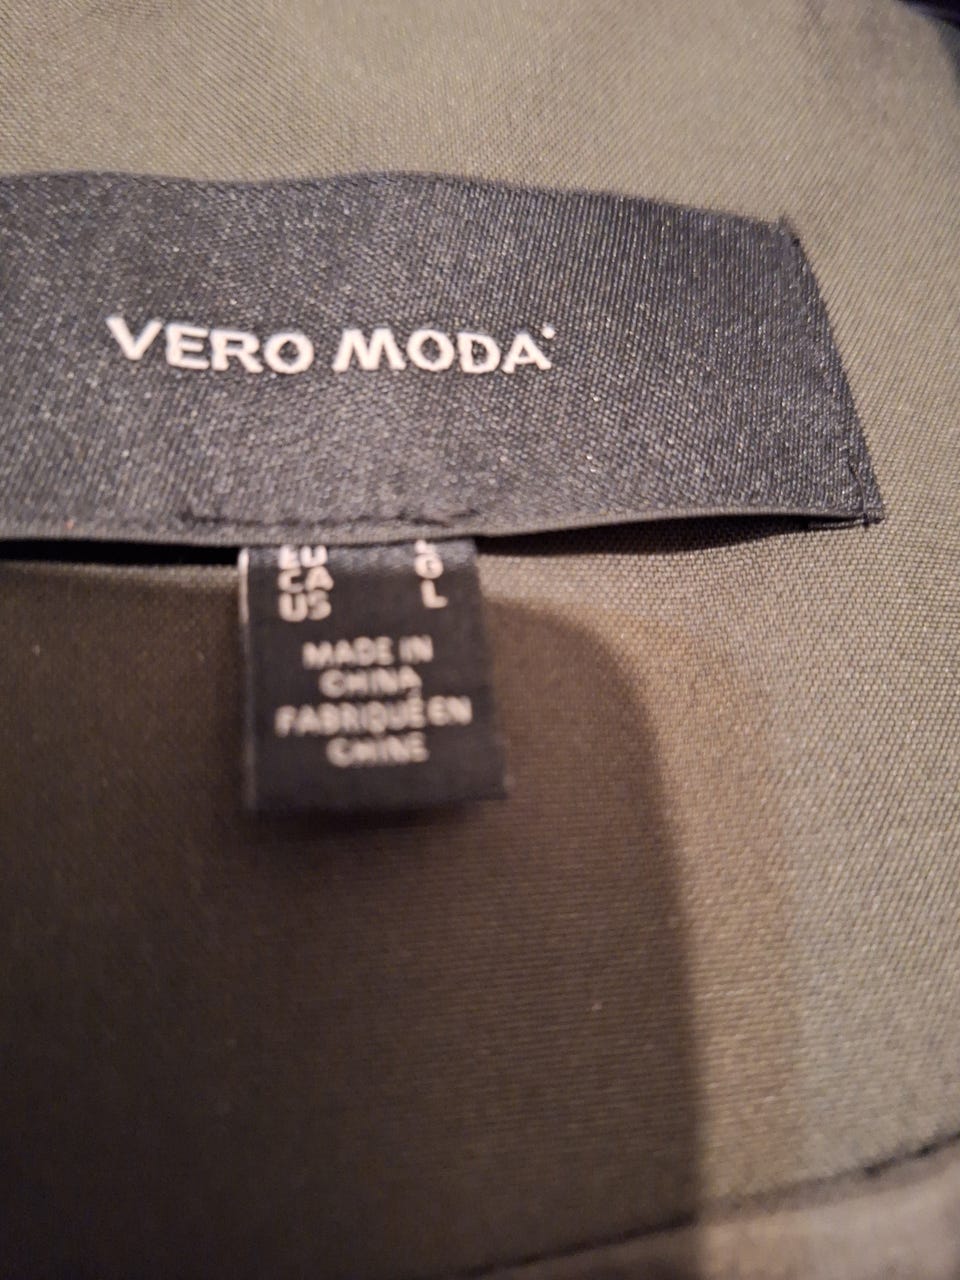 VERO MODA
EU L
CA G
US L
MADE IN
CHINA
FABRIQUÉ EN
CHINE